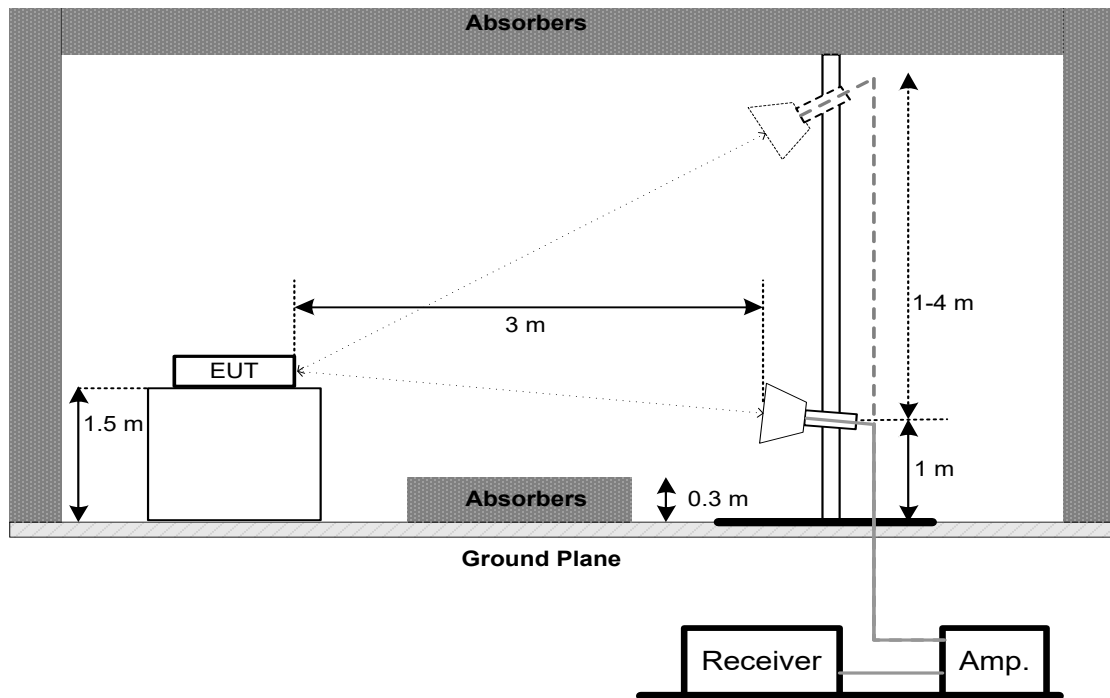 Absorbers
1-4 m
3 m
EUT
1.5 m
1 m
Absorbers
0.3 m
Ground Plane
Receiver
Amp.